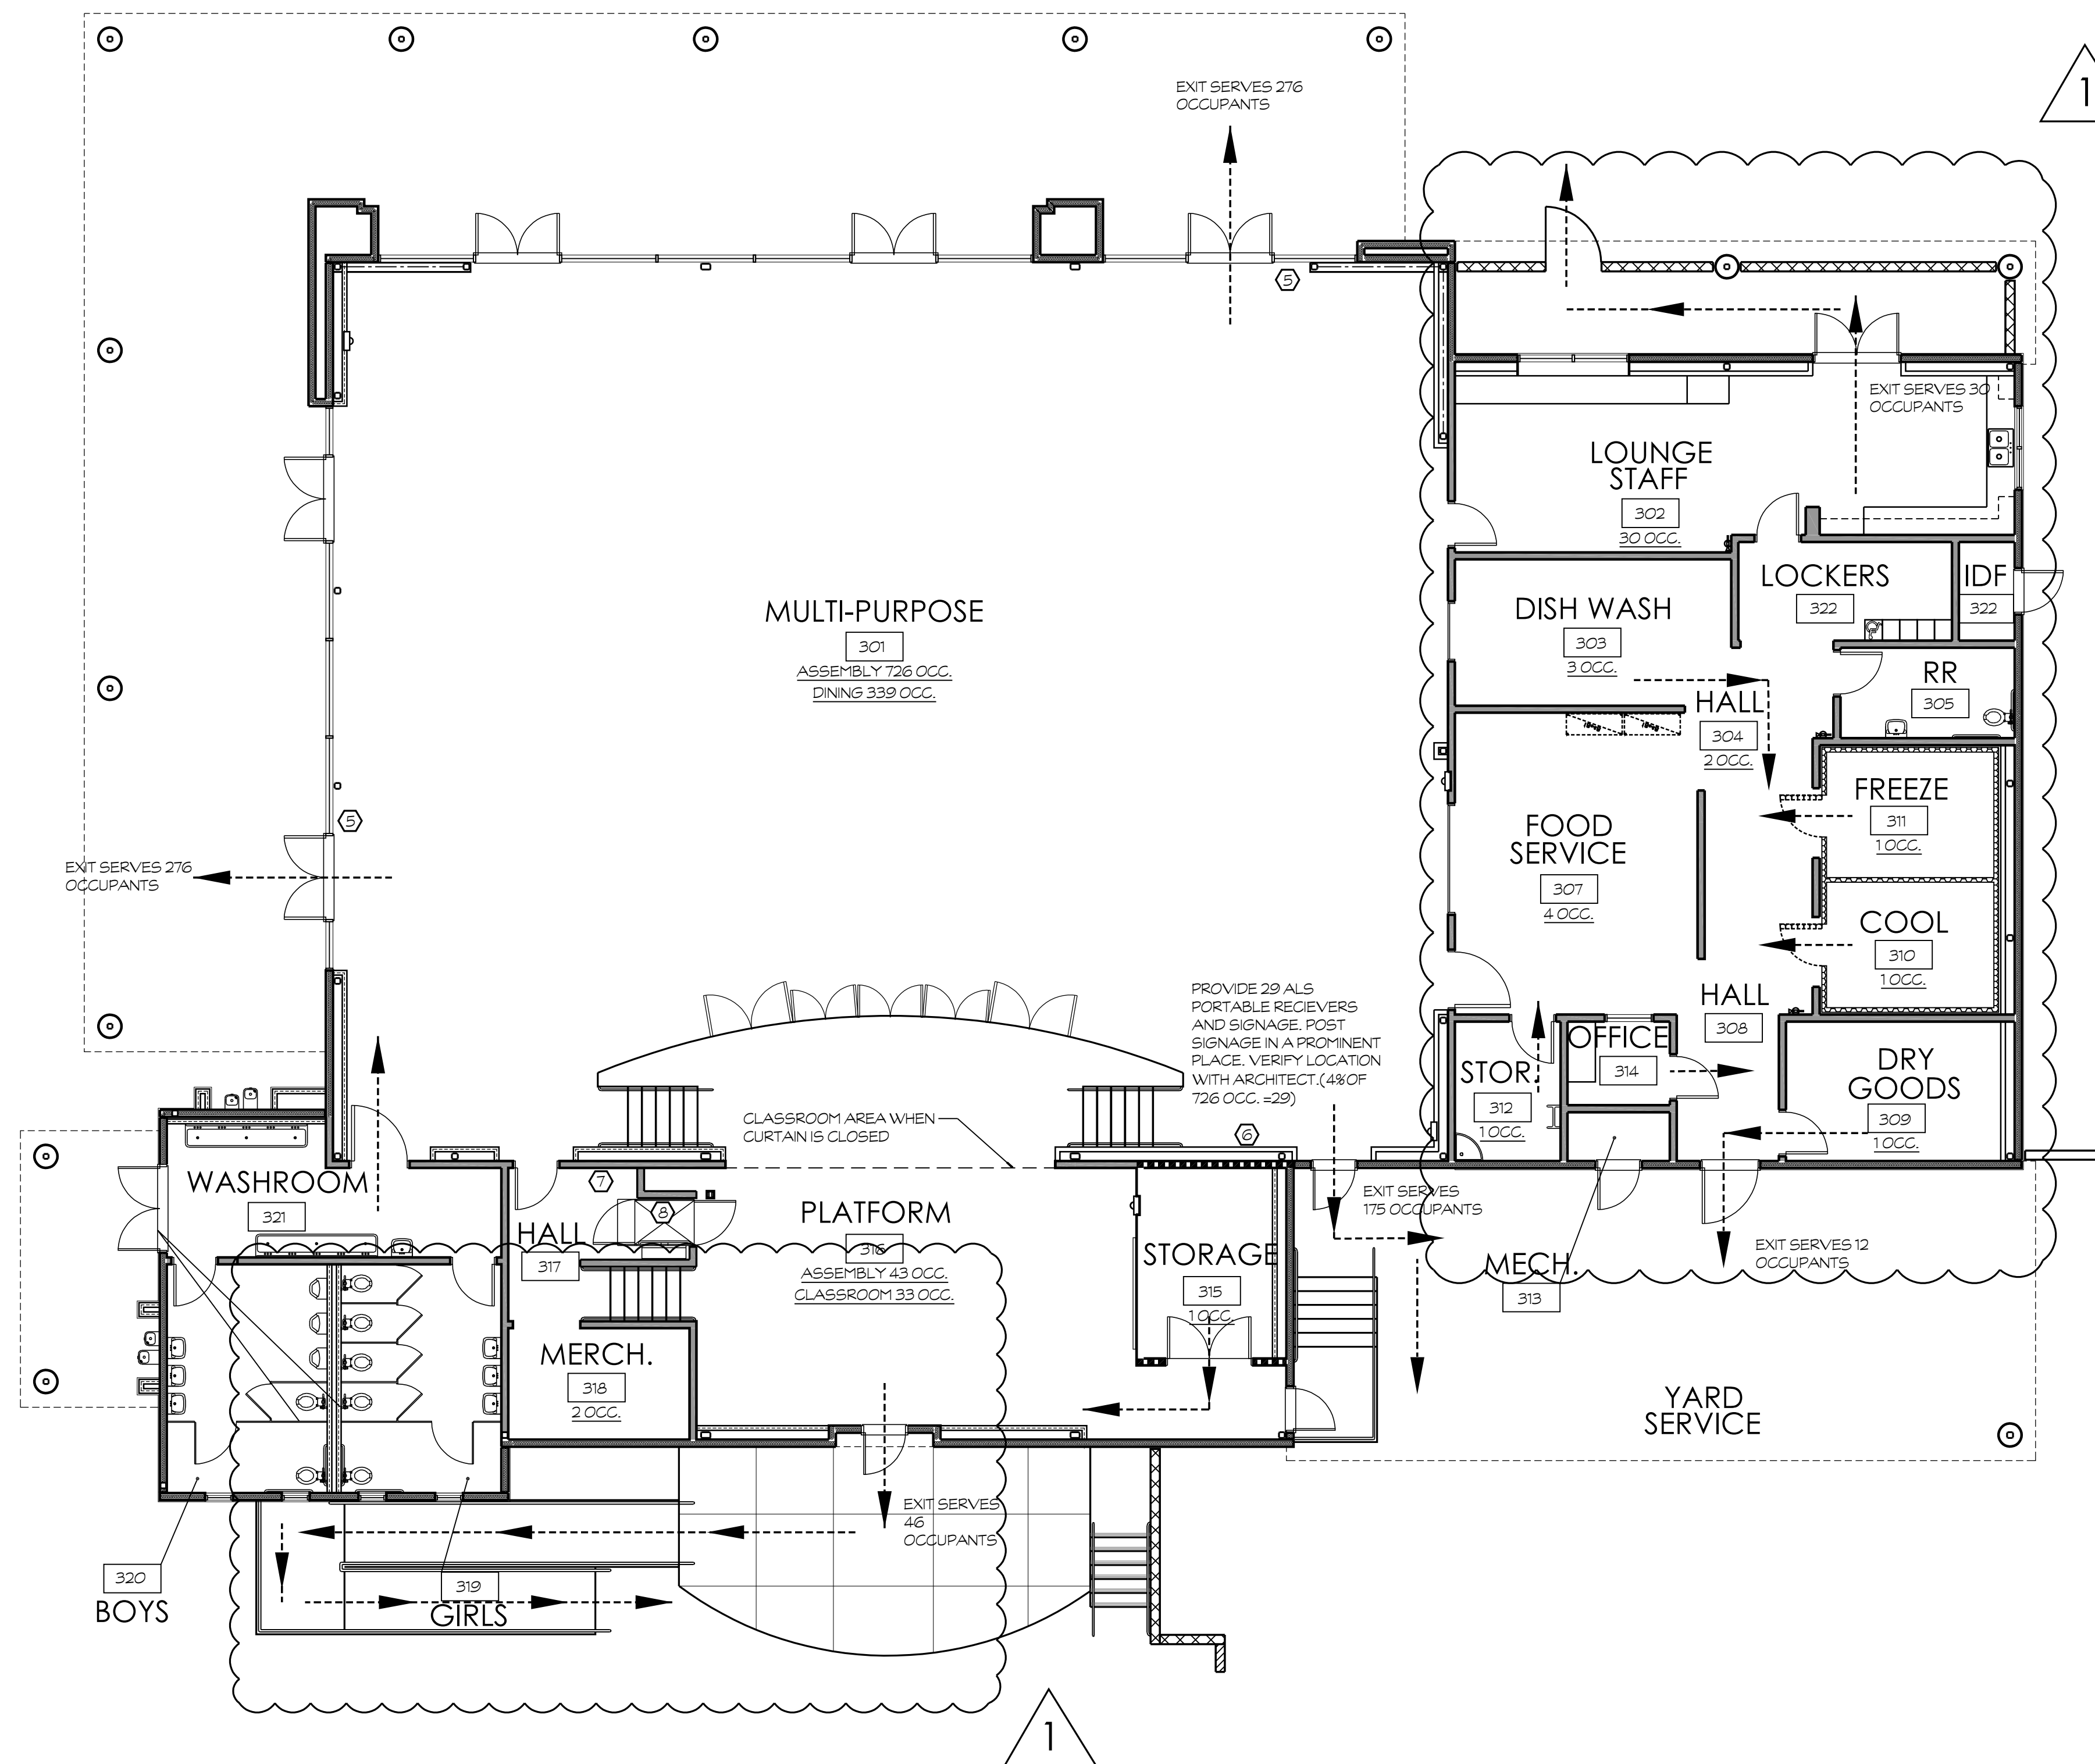 EXIT SERVES 276
OCCUPANTS
1
5
EXIT SERVES 30
OCCUPANTS
LOUNGE
STAFF
302
30 OCC.
MULTI-PURPOSE
301
ASSEMBLY 726 OCC.
DINING 339 OCC.
LOCKERS
322
IDF
322
DISH WASH
303
3 OCC.
RR
305
HALL
304
2 OCC.
FREEZE
311
1 OCC.
5
EXIT SERVES 276
OCCUPANTS
FOOD
SERVICE
307
4 OCC.
COOL
310
1 OCC.
HALL
308
PROVIDE 29 ALS
PORTABLE RECIEVERS
AND SIGNAGE. POST
SIGNAGE IN A PROMINENT
PLACE. VERIFY LOCATION
WITH ARCHITECT.(4%OF
726 OCC. =29)
OFFICE
314
STOR.
312
1 OCC.
DRY
GOODS
309
1 OCC.
CLASSROOM AREA WHEN
CURTAIN IS CLOSED
6
7
8
WASHROOM
321
HALL
317
PLATFORM
316
ASSEMBLY 43 OCC.
CLASSROOM 33 OCC.
STORAGE
315
1 OCC.
EXIT SERVES
175 OCCUPANTS
MECH.
313
EXIT SERVES 12
OCCUPANTS
MERCH.
318
2 OCC.
YARD
SERVICE
EXIT SERVES
46
OCCUPANTS
320
BOYS
319
GIRLS
1